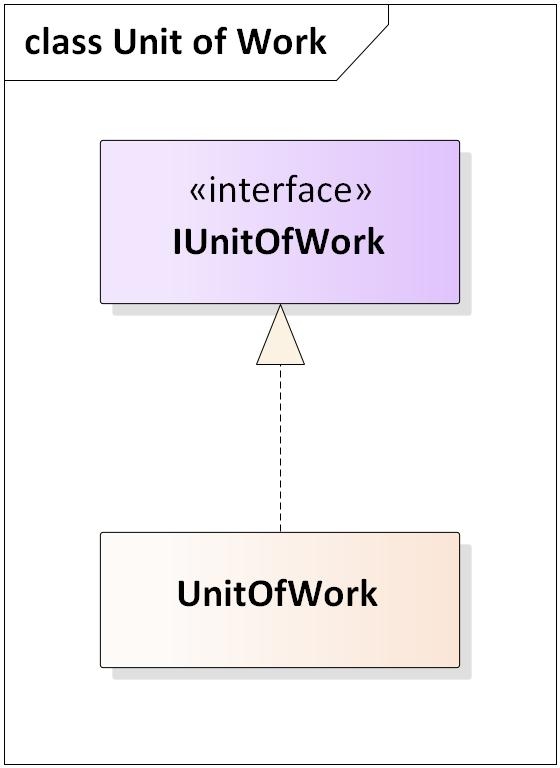 class Unit of Work
«interface»
IUnitOfWork
UnitOfWork